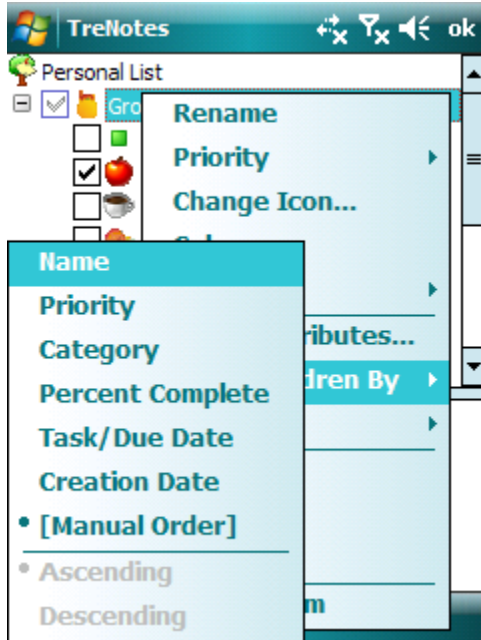 TreNotes ok
Personal List
Gro
Rename
Priority
Change Icon...
Name
Priority
Category
Percent Complete
Task/Due Date
Creation Date
[Manual Order]
Ascending
Descending
ributes...
dren By
m